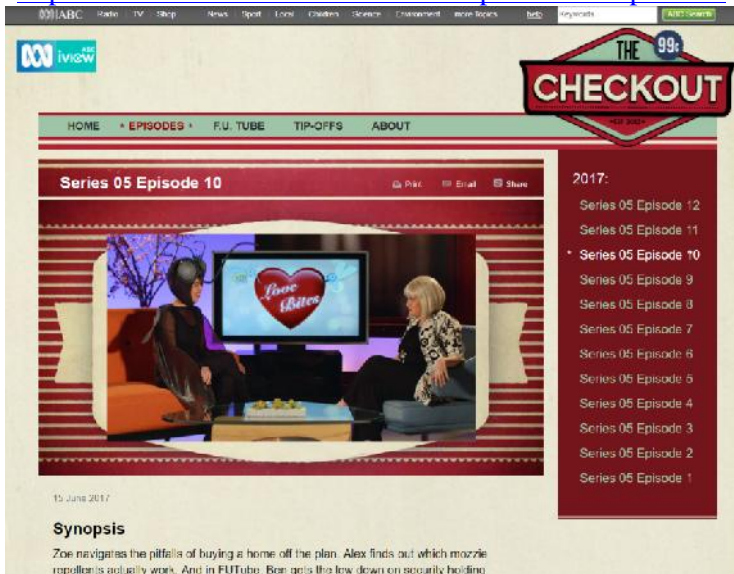 ABC Radio TV Shop News Sport Local Children Science Environment more Topics help Keywords ABC Search
ABC
iview
THE 99c
CHECKOUT
HOME • EPISODES • F.U. TUBE TIP-OFFS ABOUT
Series 05 Episode 10
Print Email Share
Love
Bites
2017:
Series 05 Episode 12
Series 05 Episode 11
• Series 05 Episode 10
Series 05 Episode 9
Series 05 Episode 8
Series 05 Episode 7
Series 05 Episode 6
Series 05 Episode 5
Series 05 Episode 4
Series 05 Episode 3
Series 05 Episode 2
Series 05 Episode 1
15 June 2017
Synopsis
Zoe navigates the pitfalls of buying a home off the plan. Alex finds out which mozzie
repellents actually work. And in FUTube, Ben gets the low down on security holding